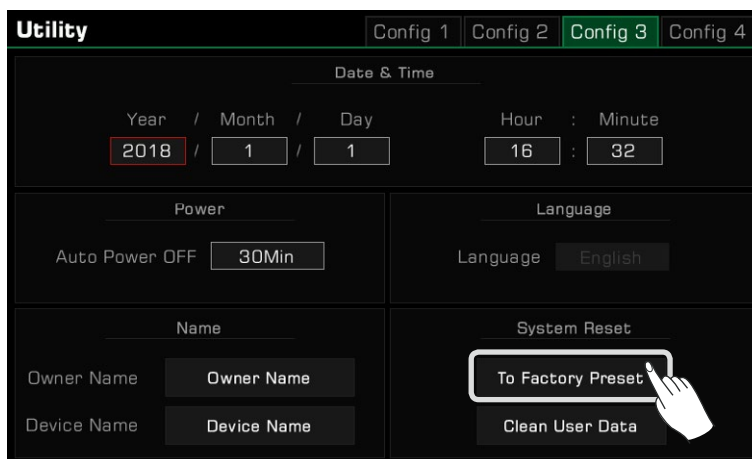 Utility Config 1 Config 2 Config 3 Config 4
Date & Time
Year / Month / Day Hour : Minute
2018 / 1 / 1 16 : 32
Power
Auto Power OFF 30Min
Language
Language English
Name
Owner Name Owner Name
Device Name Device Name
System Reset
To Factory Preset
Clean User Data